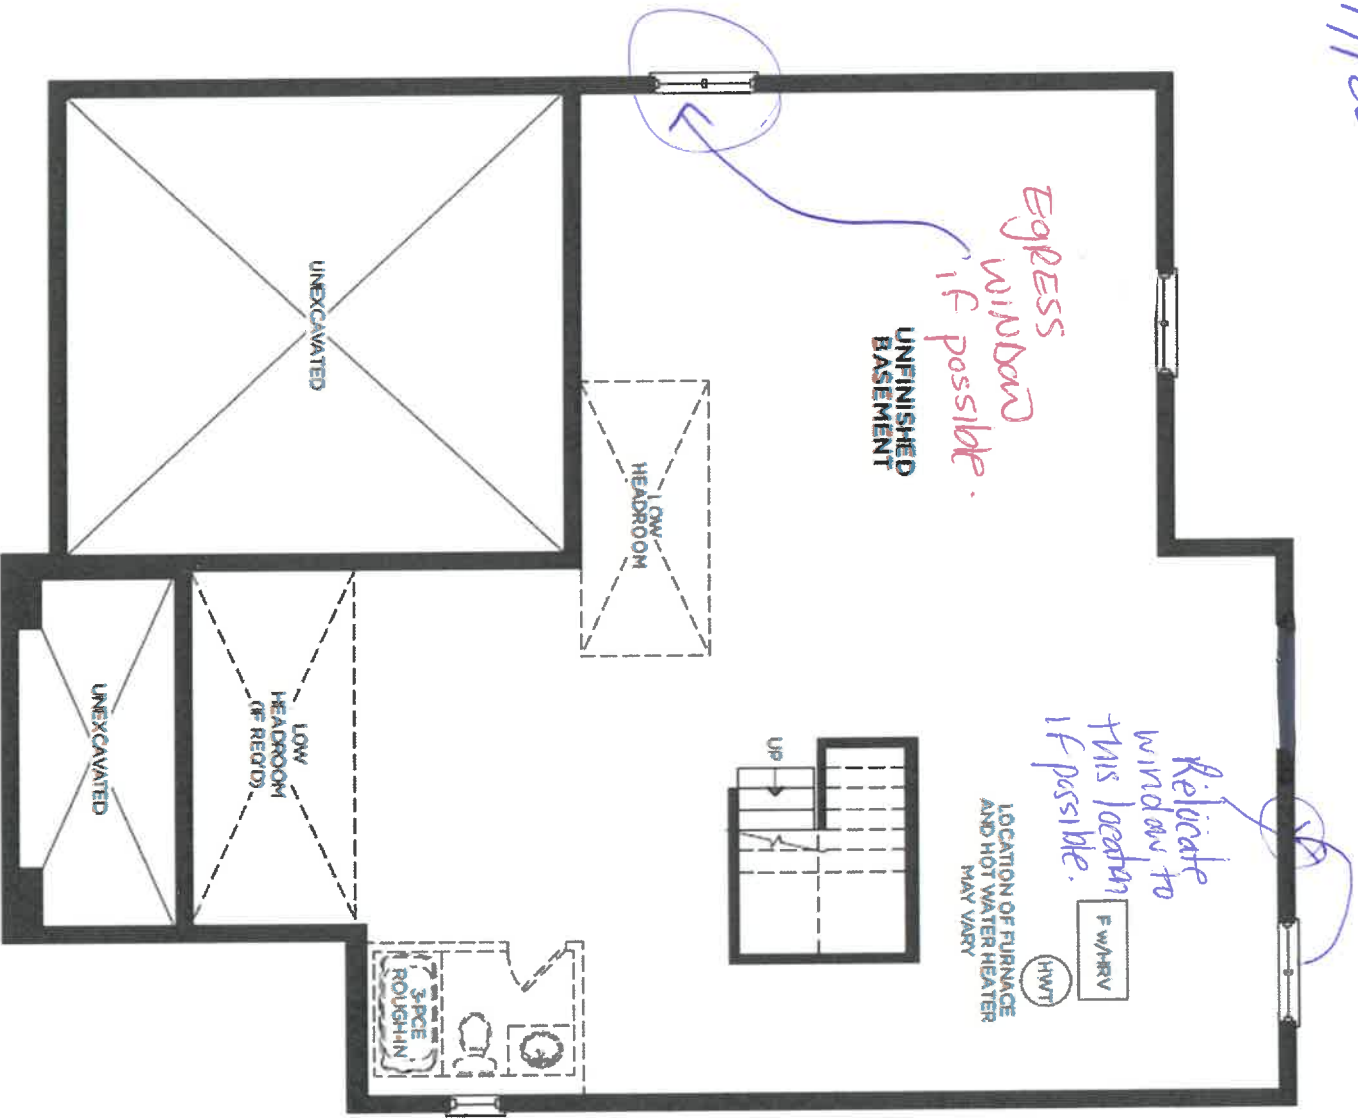 EgRESS
WINDOW
if possible.
UNFINISHED
BASEMENT
UNEXCAVATED
LOW
HEADROOM
Relocate
window to
this location
if possible.
UP
LOCATION OF FURNACE
AND HOT WATER HEATER
MAY VARY
F w/HRV
HWT
LOW
HEADROOM
(IF REQ'D)
UNEXCAVATED
3-PCE
ROUGH-IN